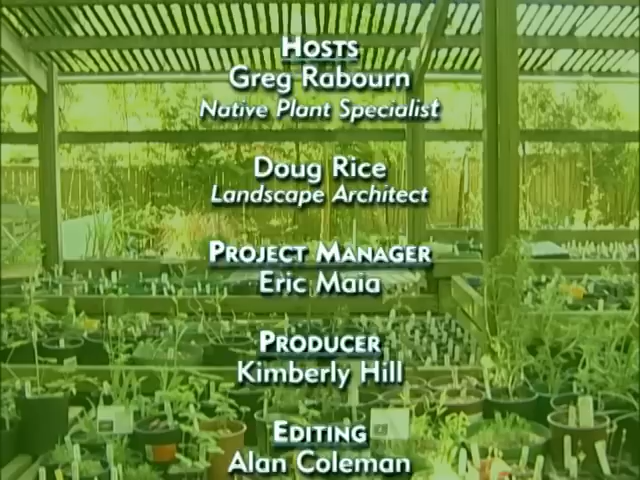 HOSTS
Greg Rabourn
Native Plant Specialist
Doug Rice
Landscape Architect
PROJECT MANAGER
Eric Maia
PRODUCER
Kimberly Hill
EDITING
Alan Coleman